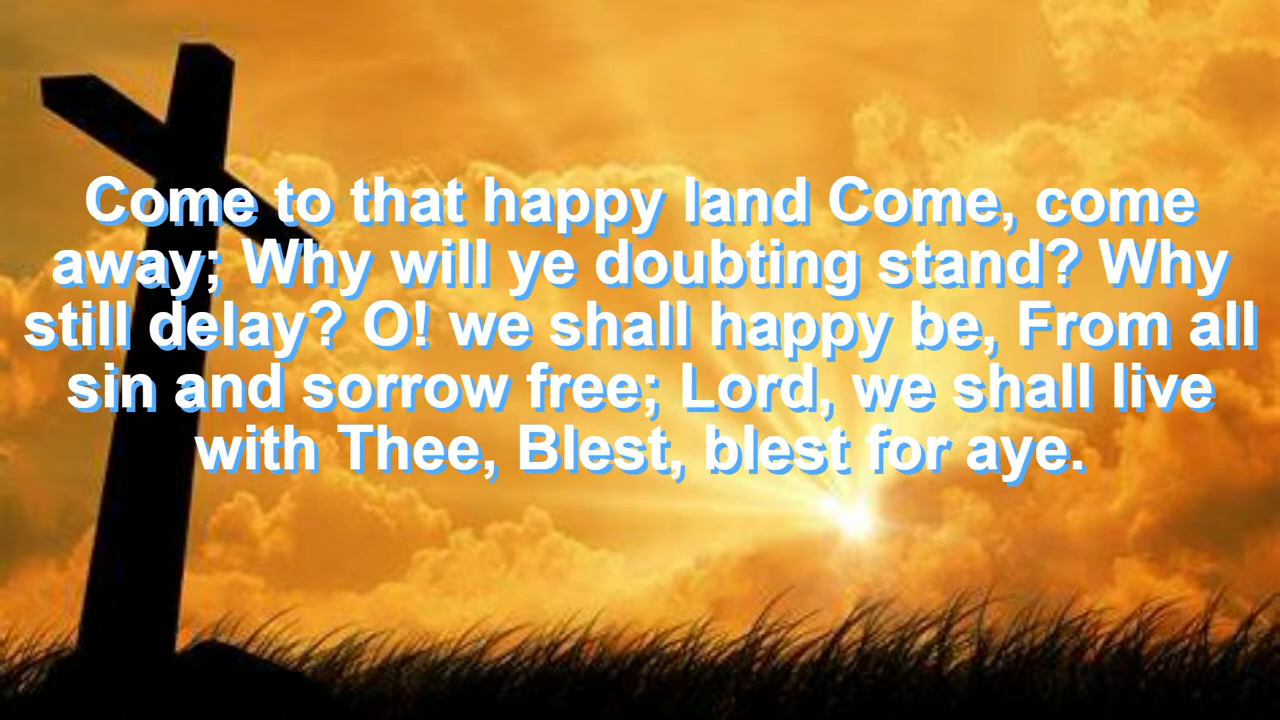 Come to that happy land Come, come
away; Why will ye doubting stand? Why
still delay? O! we shall happy be, From all
sin and sorrow free; Lord, we shall live
with Thee, Blest, blest for aye.